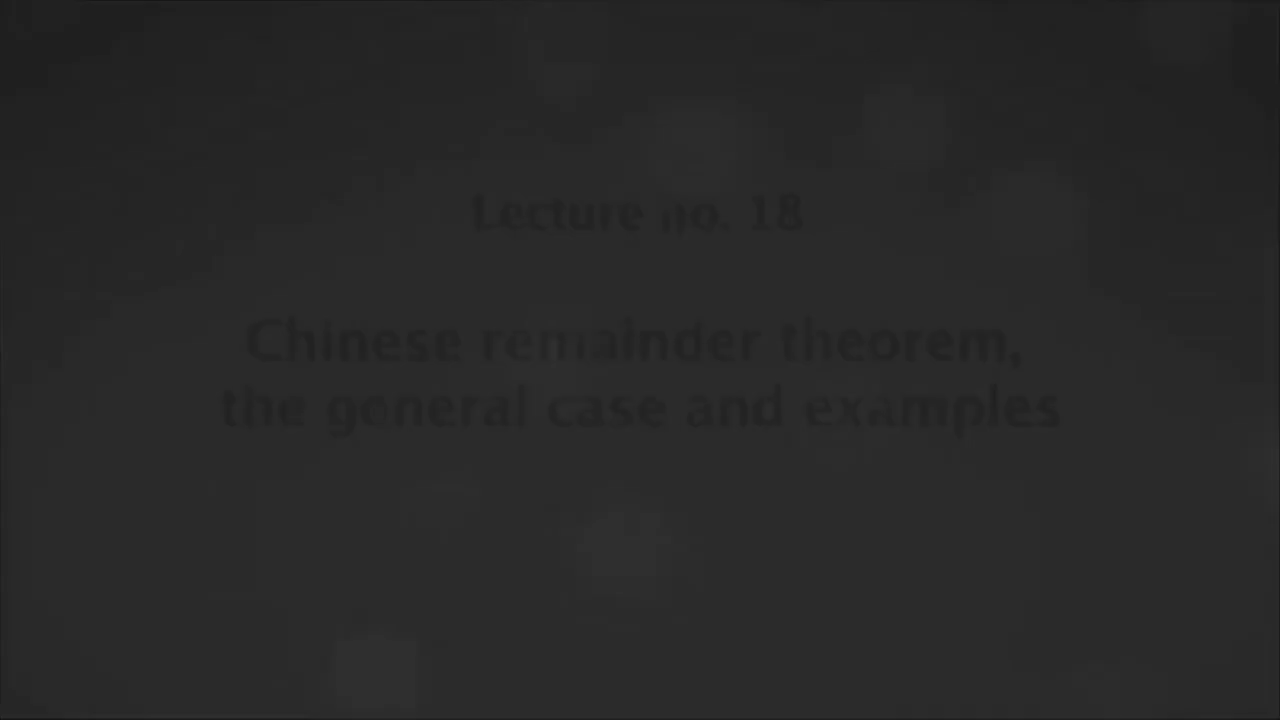 Lecture no. 18
Chinese remainder theorem,
the general case and examples